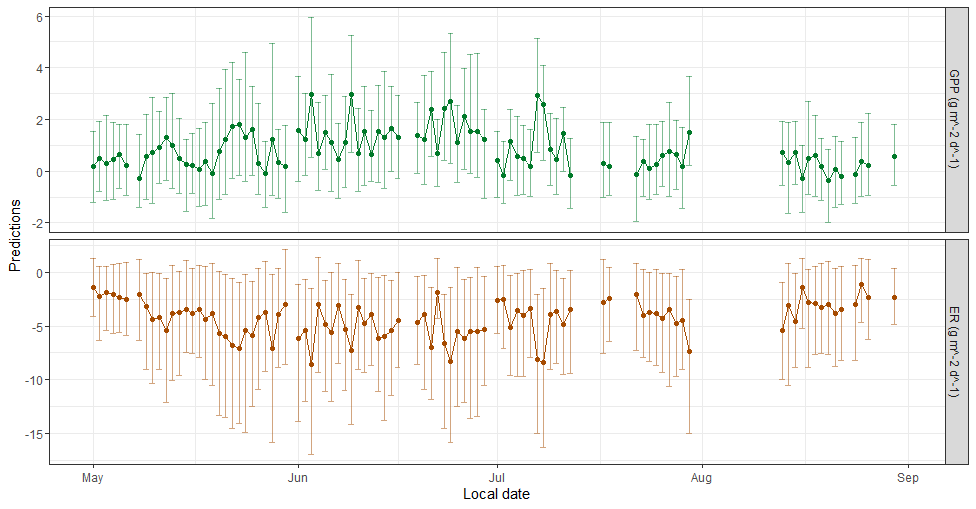 6
4
2
0
-2
GPP (g m^-2 d^-1)
0
-5
-10
-15
ER (g m^-2 d^-1)
Predictions
May Jun Jul Aug Sep
Local date